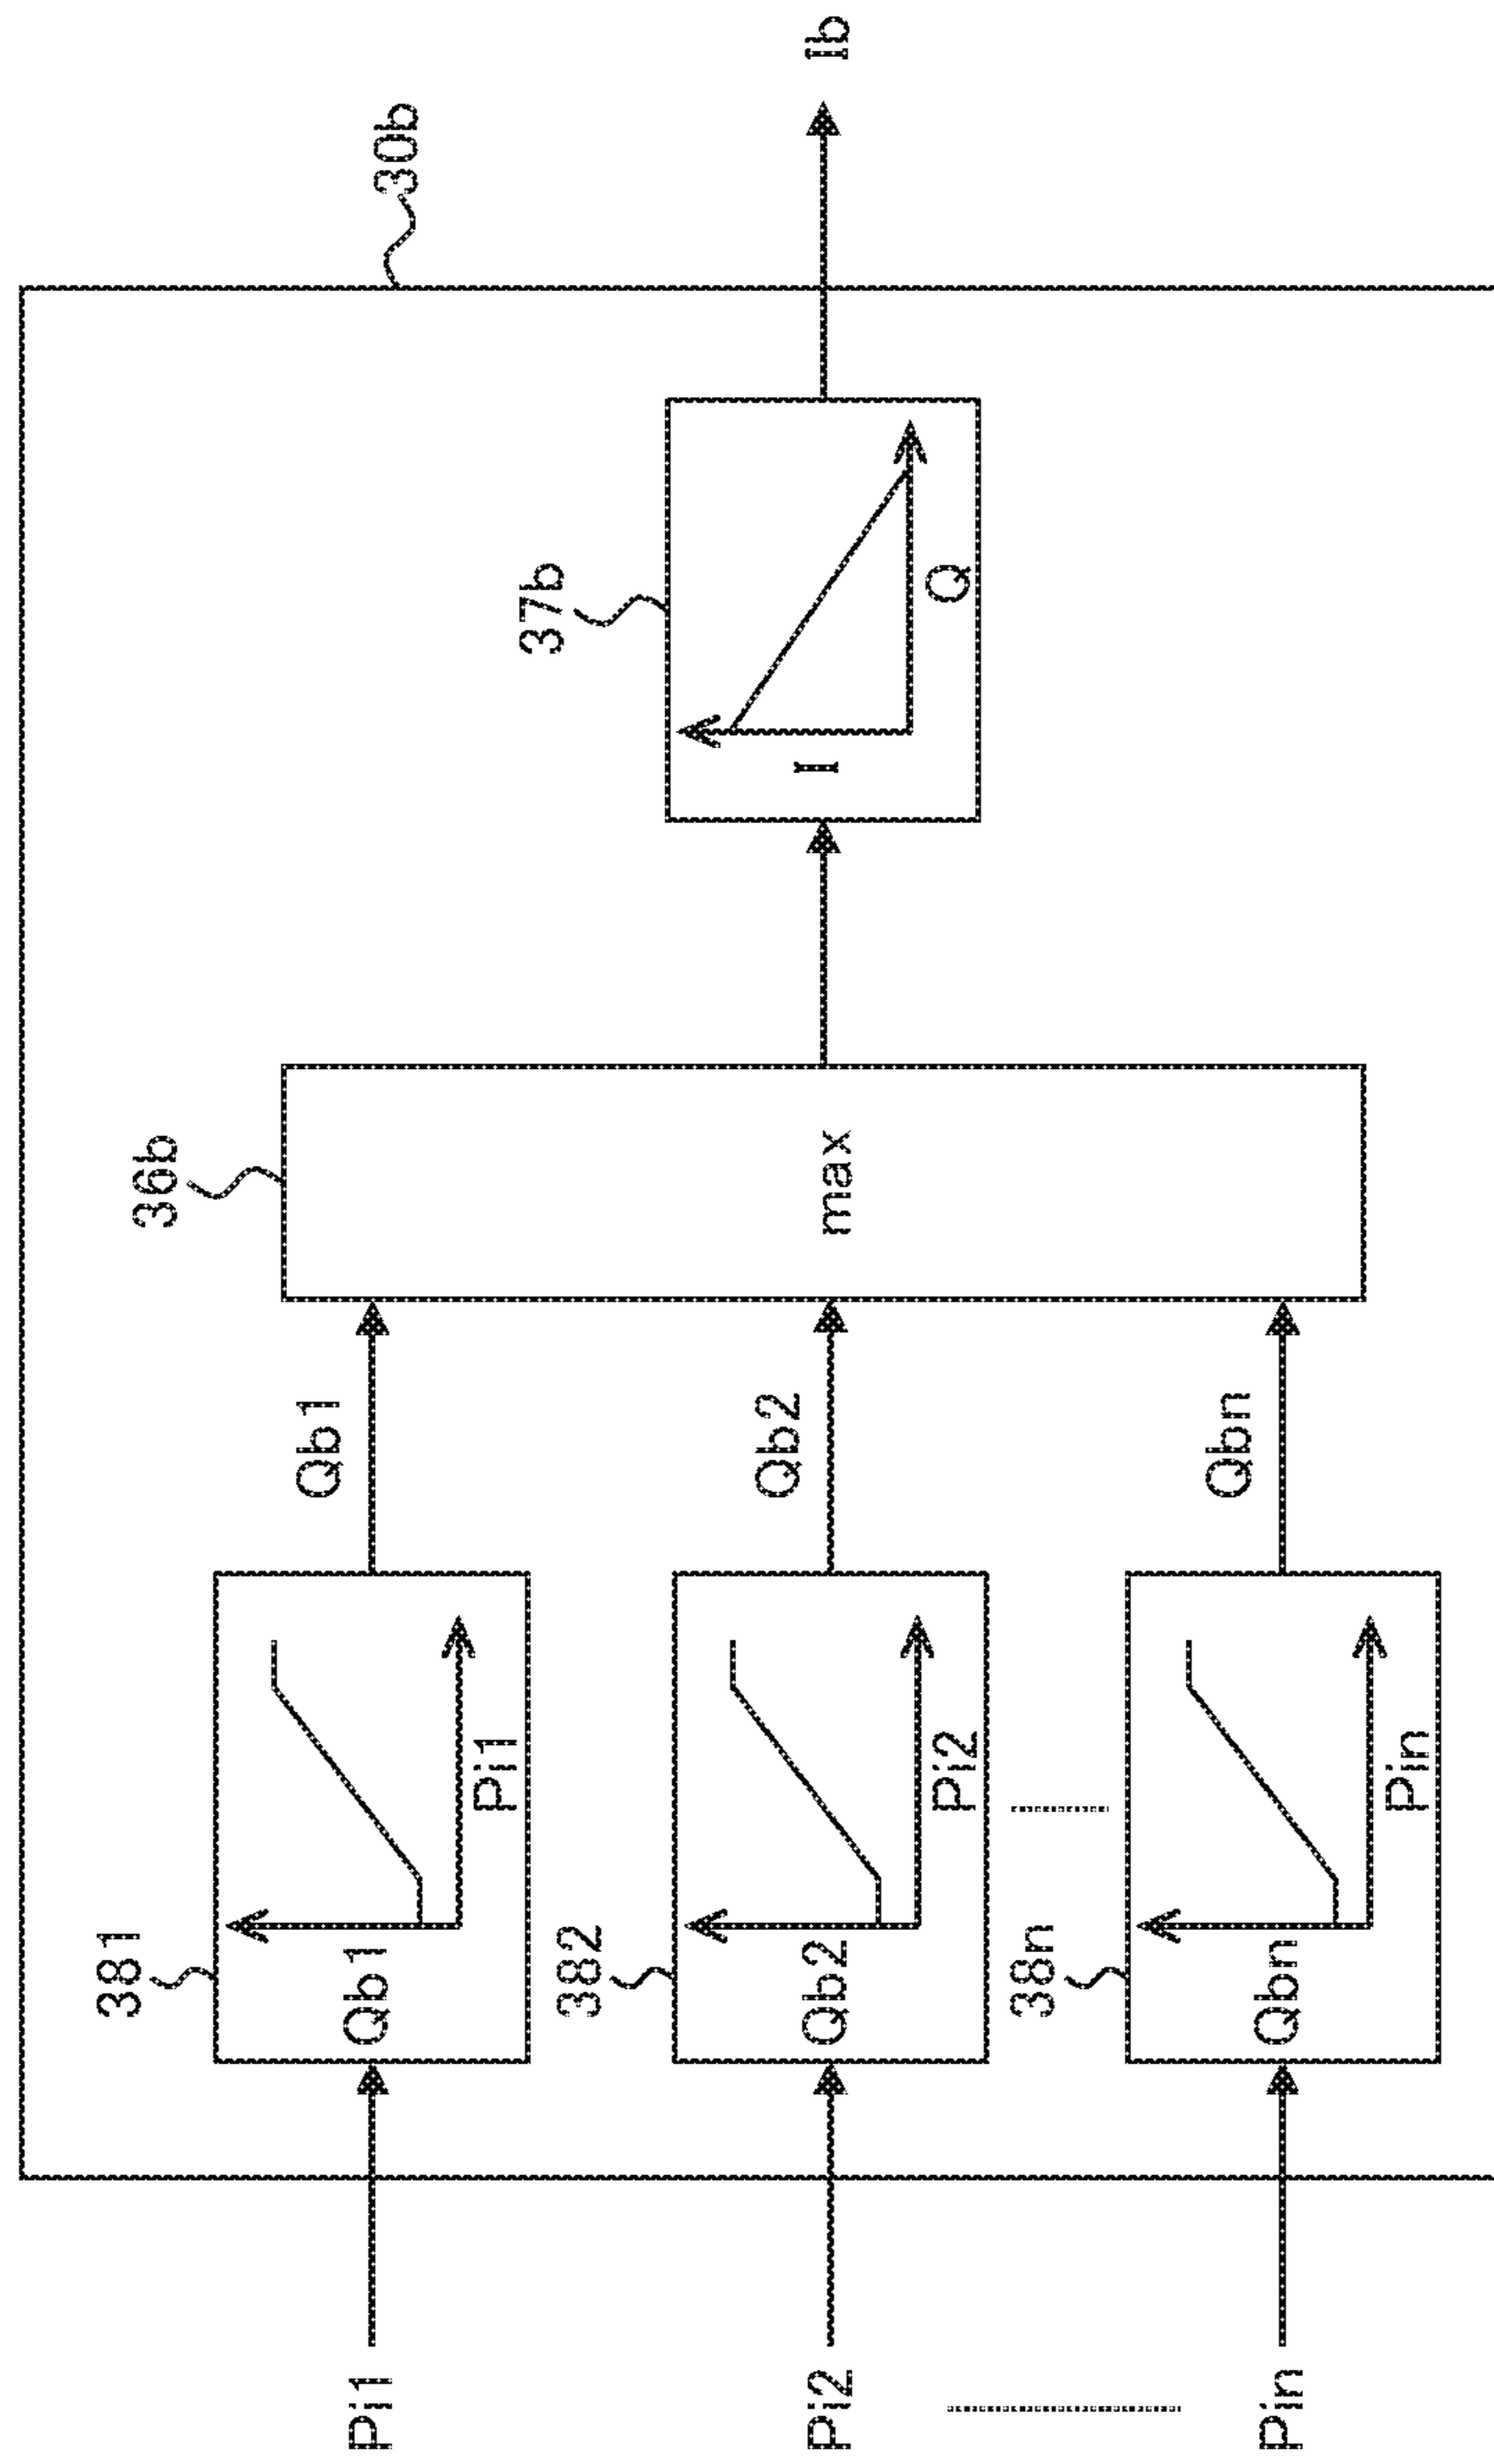 30b
381
Pi1
Qb1
Pi1
Qb1
36b
37b
I
Q
Ib
382
Pi2
Qb2
Pi2
Qb2
max
38n
Pin
Qbn
Pin
Qbn